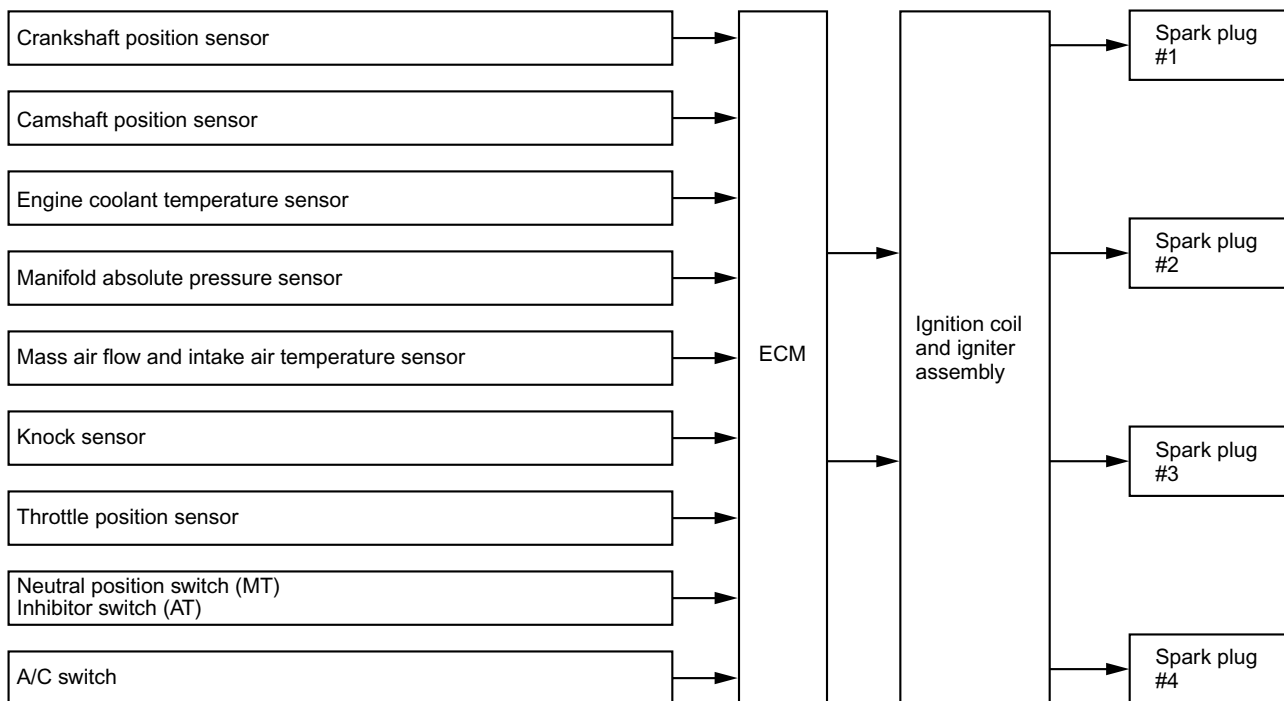 Crankshaft position sensor
Camshaft position sensor
Engine coolant temperature sensor
Manifold absolute pressure sensor
Mass air flow and intake air temperature sensor
Knock sensor
Throttle position sensor
Neutral position switch (MT)
Inhibitor switch (AT)
A/C switch
ECM
Ignition coil
and igniter
assembly
Spark plug
#1
Spark plug
#2
Spark plug
#3
Spark plug
#4